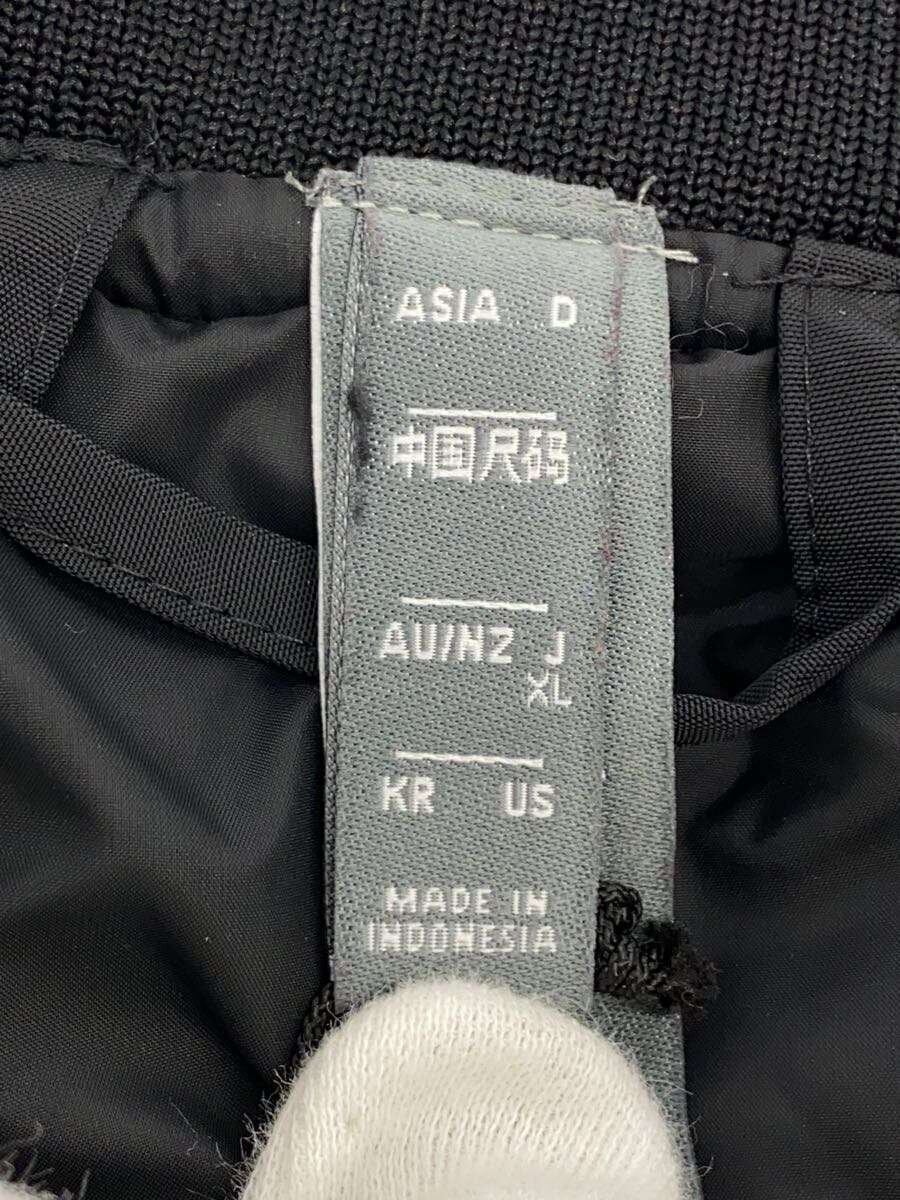 ASIA D
中国尺码
AU/NZ J
XL
KR US
MADE IN
INDONESIA